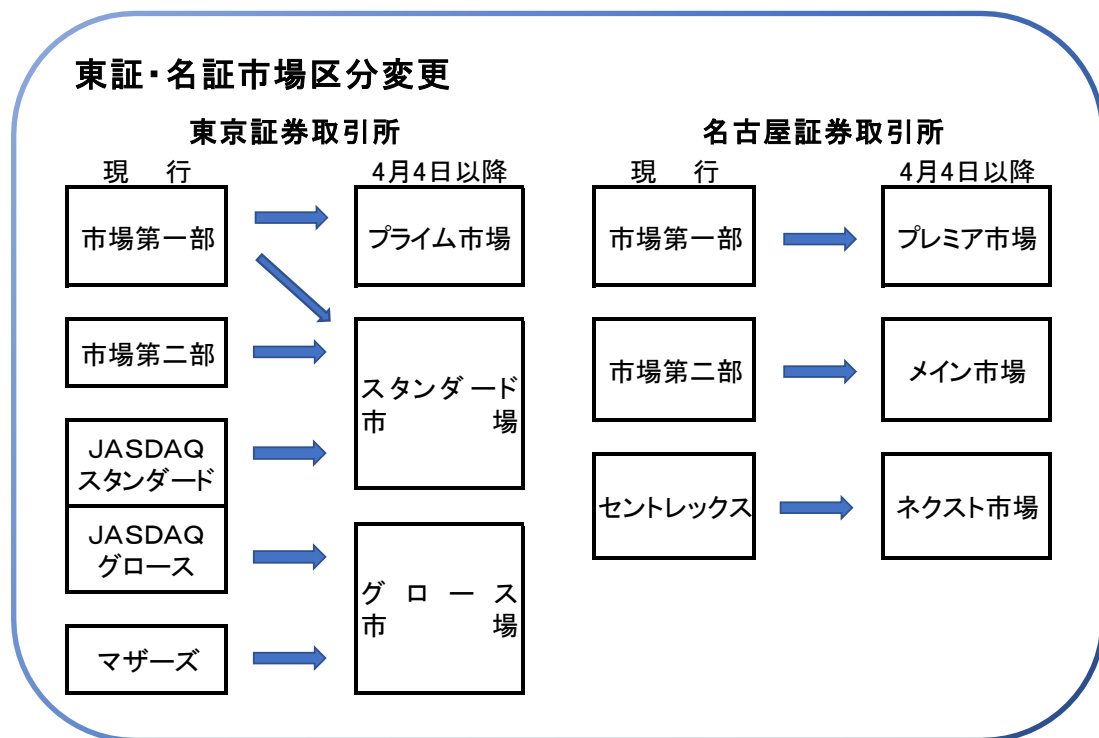 東証・名証市場区分変更
東京証券取引所
現 行
4月4日以降
市場第一部
プライム市場
市場第二部
スタンダード
市 場
JASDAQ
スタンダード
JASDAQ
グロース
グロース
市 場
マザーズ
名古屋証券取引所
現 行
4月4日以降
市場第一部
プレミア市場
市場第二部
メイン市場
セントレックス
ネクスト市場